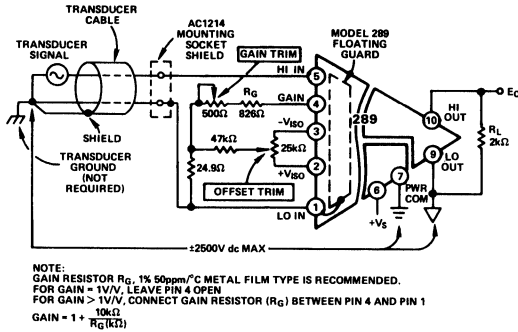 TRANSDUCER
CABLE
TRANSDUCER
SIGNAL
AC1214
MOUNTING
SOCKET
SHIELD
GAIN TRIM
MODEL 289
FLOATING
GUARD
HI IN
5
RG
GAIN
4
500Ω
826Ω
-VISO
3
289
47kΩ
25kΩ
2
+VISO
24.9Ω
OFFSET TRIM
LO IN
1
HI
OUT
10
EO
RL
2kΩ
9
LO
OUT
7
PWR
COM
6
+VS
SHIELD
TRANSDUCER
GROUND
(NOT
REQUIRED)
±2500V dc MAX
NOTE:
GAIN RESISTOR RG, 1% 50ppm/°C METAL FILM TYPE IS RECOMMENDED.
FOR GAIN = 1V/V, LEAVE PIN 4 OPEN
FOR GAIN > 1V/V, CONNECT GAIN RESISTOR (RG) BETWEEN PIN 4 AND PIN 1
GAIN = 1 + 10kΩ
RG(kΩ)